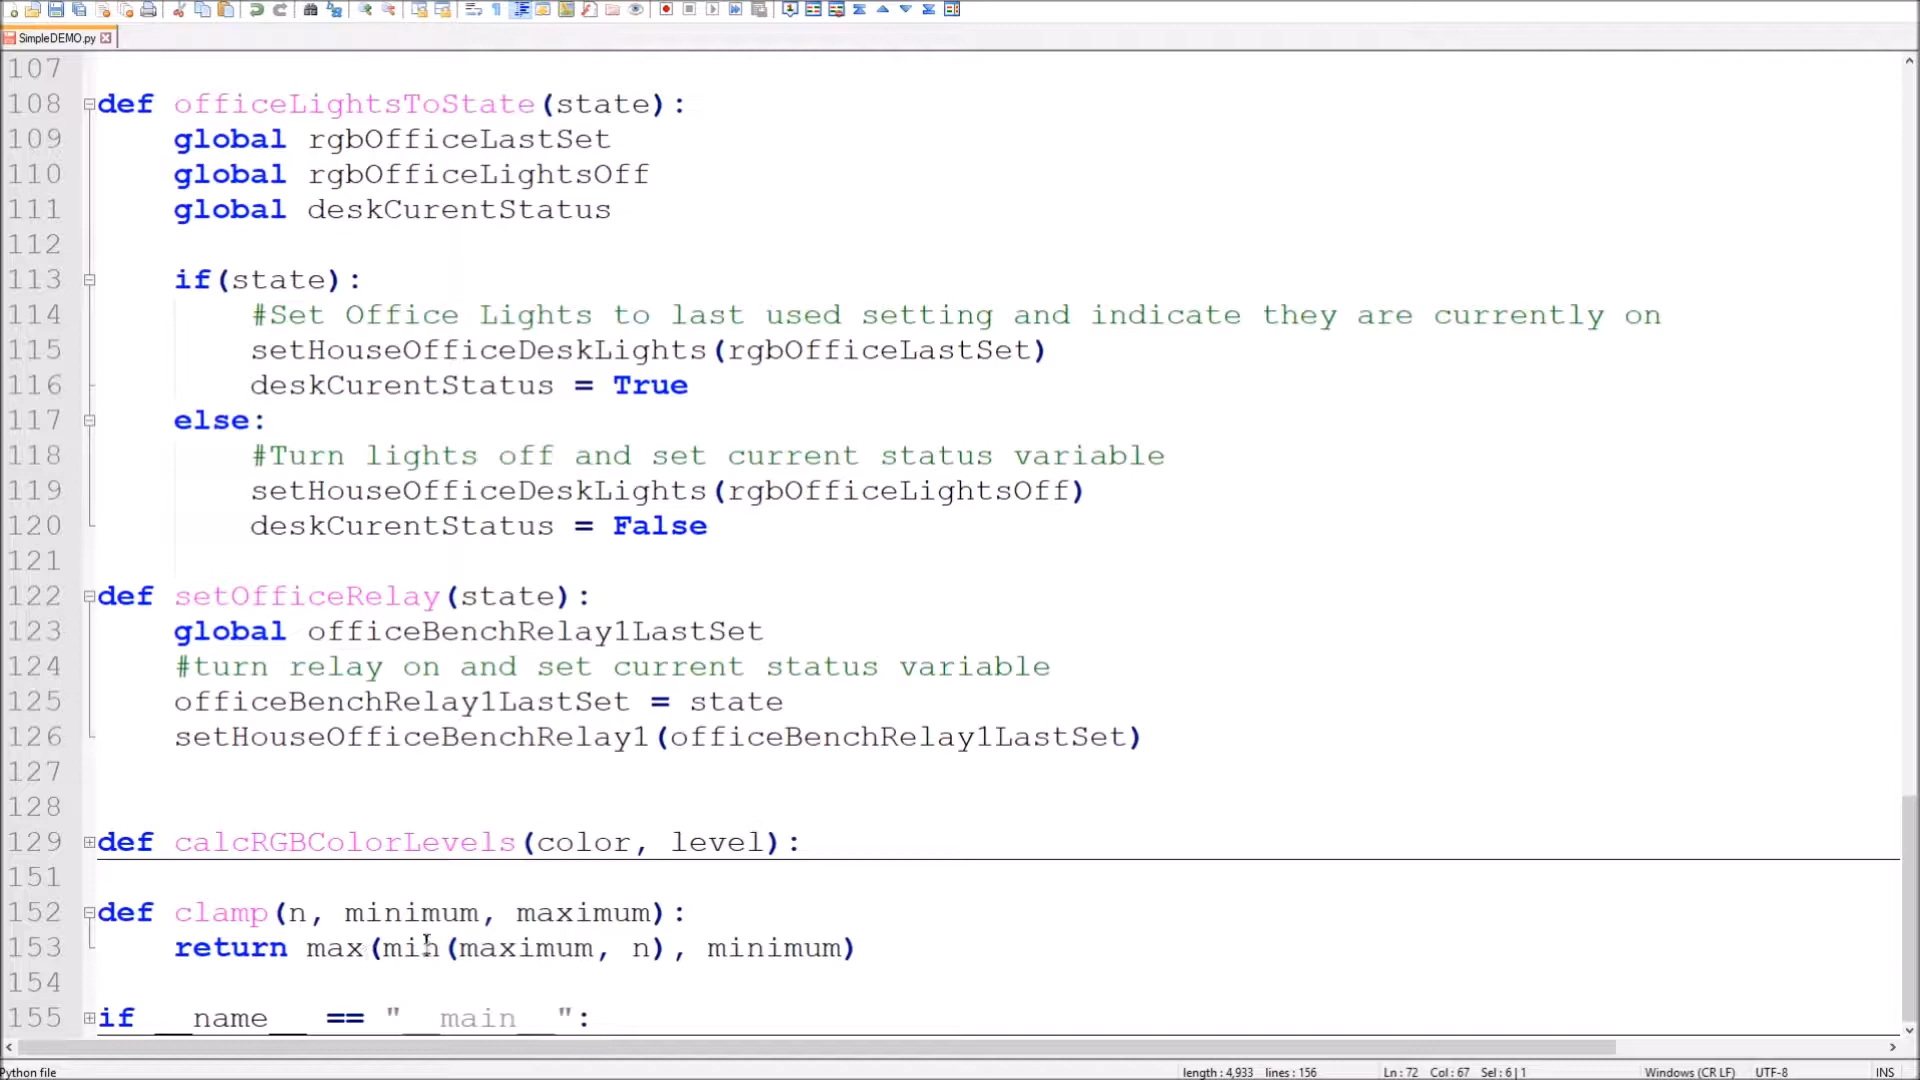 SimpleDEMO.py
107
108 def officeLightsToState(state):
109 global rgbOfficeLastSet
110 global rgbOfficeLightsOff
111 global deskCurentStatus
112
113 if(state):
114 #Set Office Lights to last used setting and indicate they are currently on
115 setHouseOfficeDeskLights(rgbOfficeLastSet)
116 deskCurentStatus = True
117 else:
118 #Turn lights off and set current status variable
119 setHouseOfficeDeskLights(rgbOfficeLightsOff)
120 deskCurentStatus = False
121
122 def setOfficeRelay(state):
123 global officeBenchRelay1LastSet
124 #turn relay on and set current status variable
125 officeBenchRelay1LastSet = state
126 setHouseOfficeBenchRelay1(officeBenchRelay1LastSet)
127
128
129 def calcRGBColorLevels(color, level):
151
152 def clamp(n, minimum, maximum):
153 return max(min(maximum, n), minimum)
154
155 if __name__ == "__main__":
Python file length : 4,933 lines : 156 Ln : 72 Col : 67 Sel : 6 | 1 Windows (CR LF) UTF-8 INS